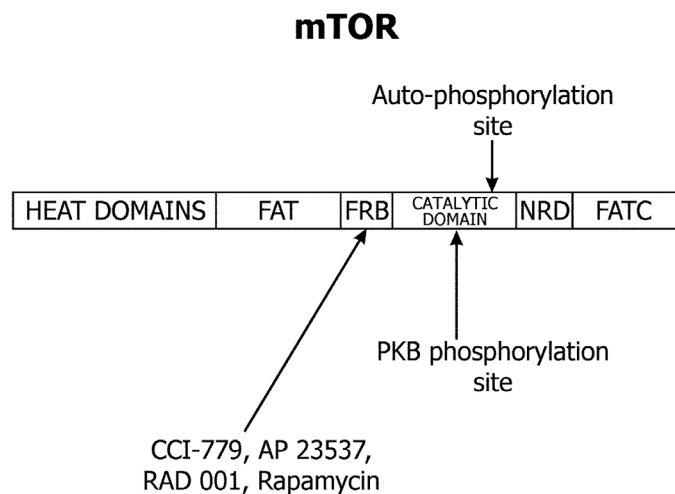 mTOR
Auto-phosphorylation
site
HEAT DOMAINS
FAT
FRB
CATALYTIC
DOMAIN
NRD
FATC
PKB phosphorylation
site
CCI-779, AP 23537,
RAD 001, Rapamycin